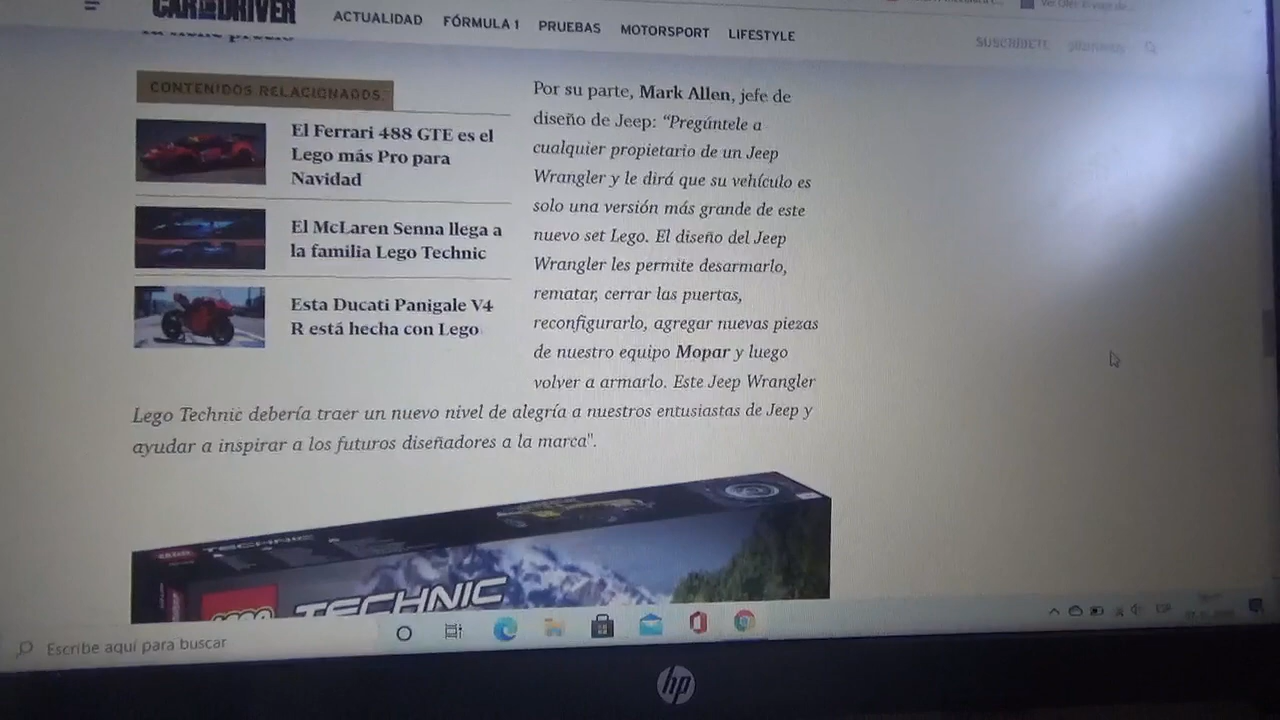 CAR AND DRIVER
ACTUALIDAD FÓRMULA 1 PRUEBAS MOTORSPORT LIFESTYLE
SUSCRÍBETE
CONTENIDOS RELACIONADOS
El Ferrari 488 GTE es el
Lego más Pro para
Navidad
El McLaren Senna llega a
la familia Lego Technic
Esta Ducati Panigale V4
R está hecha con Lego
Por su parte, Mark Allen, jefe de
diseño de Jeep: “Pregúntele a
cualquier propietario de un Jeep
Wrangler y le dirá que su vehículo es
solo una versión más grande de este
nuevo set Lego. El diseño del Jeep
Wrangler les permite desarmarlo,
rematar, cerrar las puertas,
reconfigurarlo, agregar nuevas piezas
de nuestro equipo Mopar y luego
volver a armarlo. Este Jeep Wrangler
Lego Technic debería traer un nuevo nivel de alegría a nuestros entusiastas de Jeep y
ayudar a inspirar a los futuros diseñadores a la marca".
TECHNIC
LEGO TECHNIC
Escribe aquí para buscar
ESP
hp